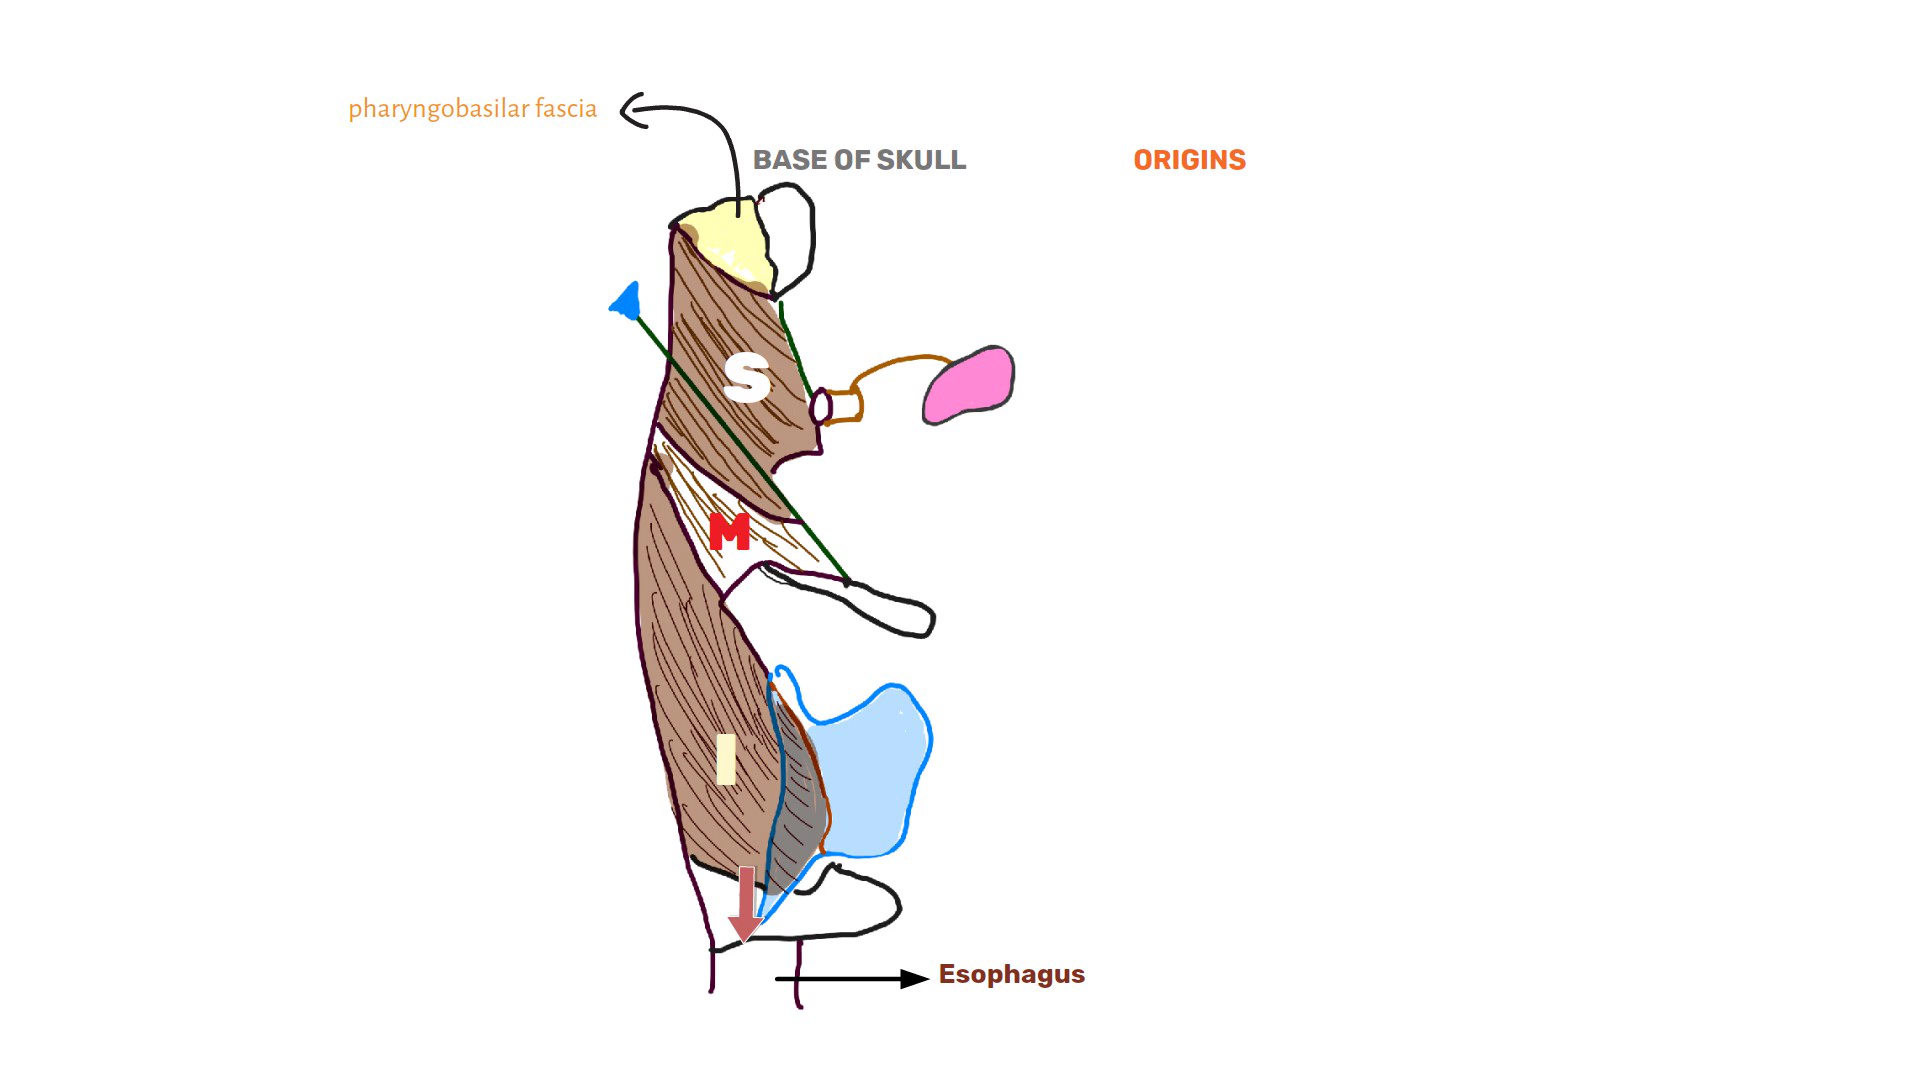 pharyngobasilar fascia
BASE OF SKULL
ORIGINS
S
M
I
Esophagus